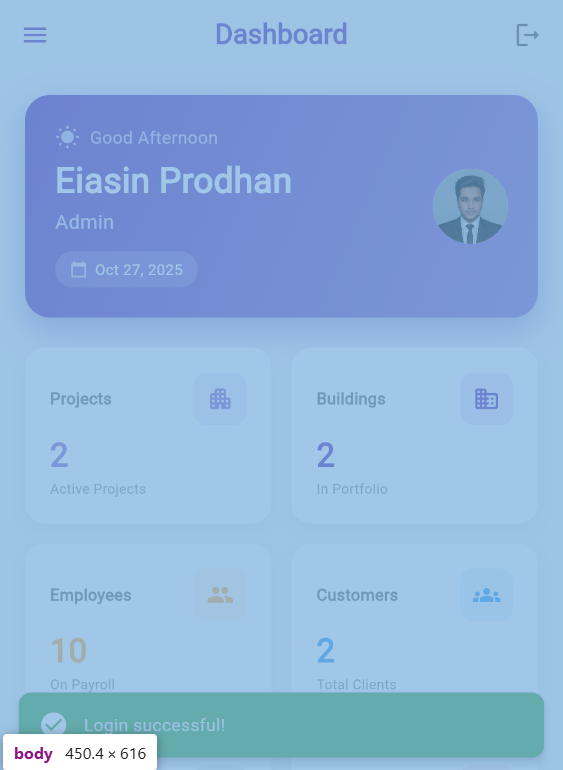 Dashboard
Good Afternoon
Eiasin Prodhan
Admin
Oct 27, 2025
Projects
2
Active Projects
Buildings
2
In Portfolio
Employees
10
On Payroll
Customers
2
Total Clients
Login successful!
body 450.4 × 616